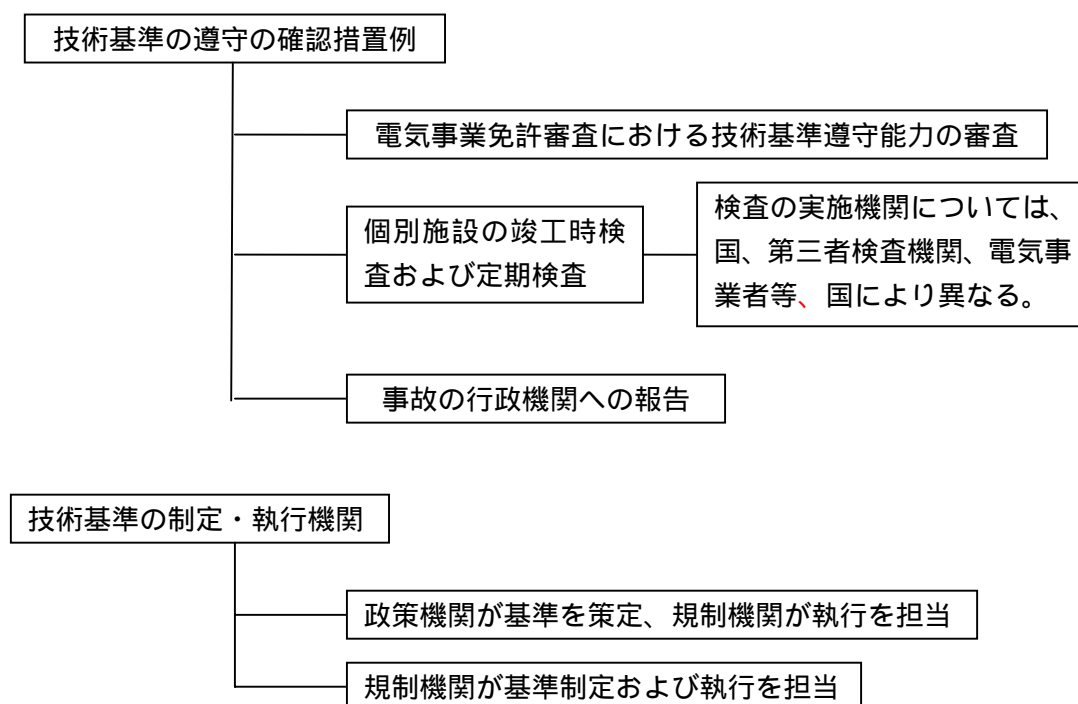 技術基準の遵守の確認措置例
電気事業免許審査における技術基準遵守能力の審査
個別施設の竣工時検
査および定期検査
検査の実施機関については、
国、第三者検査機関、電気事
業者等、国により異なる。
事故の行政機関への報告
技術基準の制定・執行機関
政策機関が基準を策定、規制機関が執行を担当
規制機関が基準制定および執行を担当